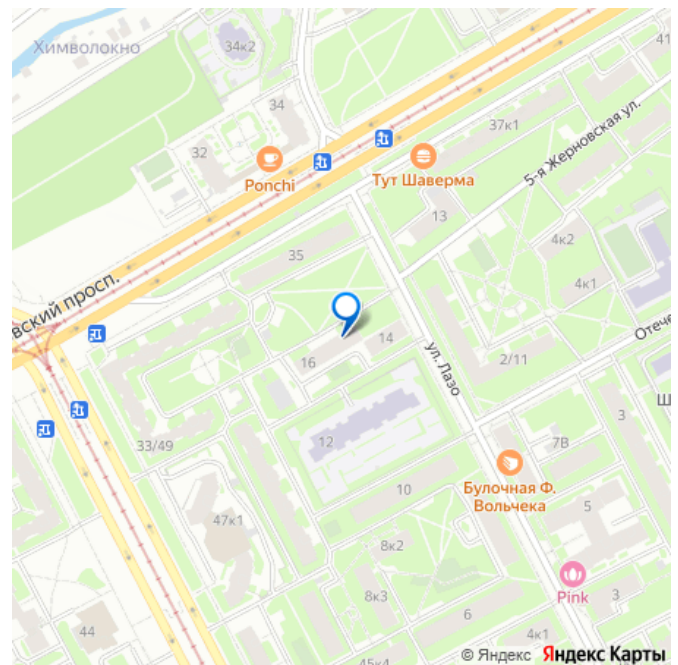 Химволокно
34к2
41
34
37к1
5-я Жерновская ул.
32
Ponchi
Тут Шаверма
13
4к2
35
4к1
вский просп.
14
Отече
16
ул. Лазо
2/11
Ш
3
12
33/49
7В
Булочная Ф.
Вольчека
10
5
47к1
8к2
Pink
8к3
3
6
44
4к1
45к4
© Яндекс Яндекс Карты